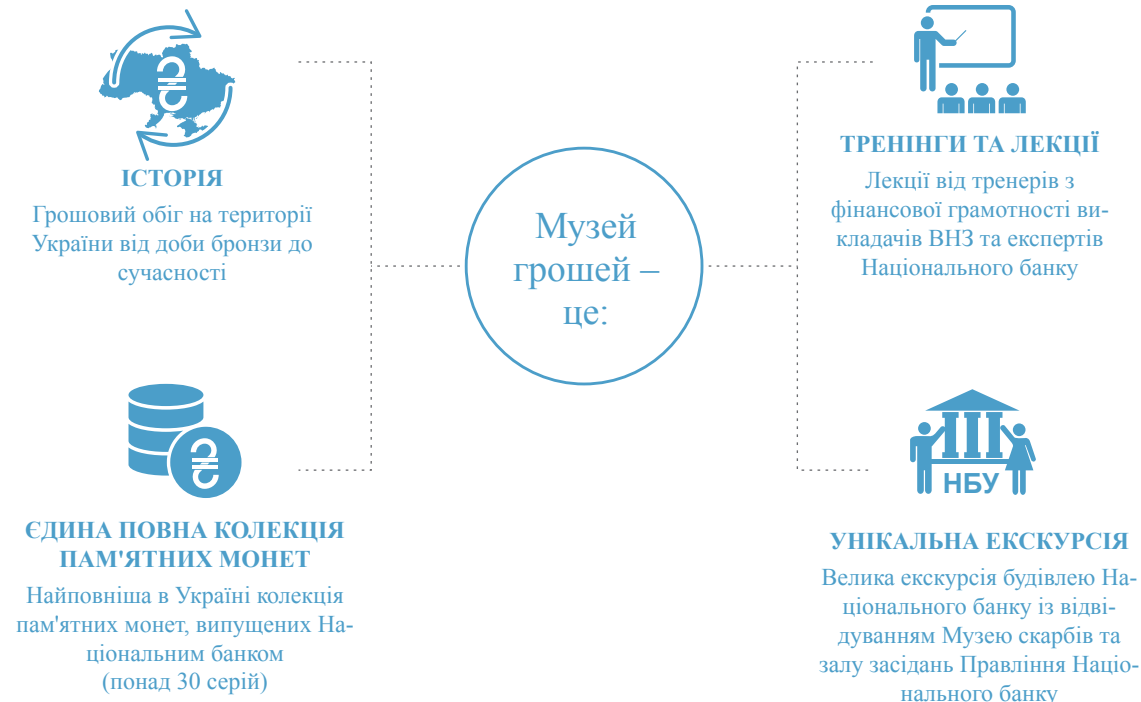 ІСТОРІЯ
Грошовий обіг на території
України від доби бронзи до
сучасності
ЄДИНА ПОВНА КОЛЕКЦІЯ
ПАМ'ЯТНИХ МОНЕТ
Найповніша в Україні колекція
пам'ятних монет, випущених На-
ціональним банком
(понад 30 серій)
Музей
грошей –
це:
ТРЕНІНГИ ТА ЛЕКЦІЇ
Лекції від тренерів з
фінансової грамотності ви-
кладачів ВНЗ та експертів
Національного банку
НБУ
УНІКАЛЬНА ЕКСКУРСІЯ
Велика екскурсія будівлею На-
ціонального банку із відві-
дуванням Музею скарбів та
залу засідань Правління Націо-
нального банку